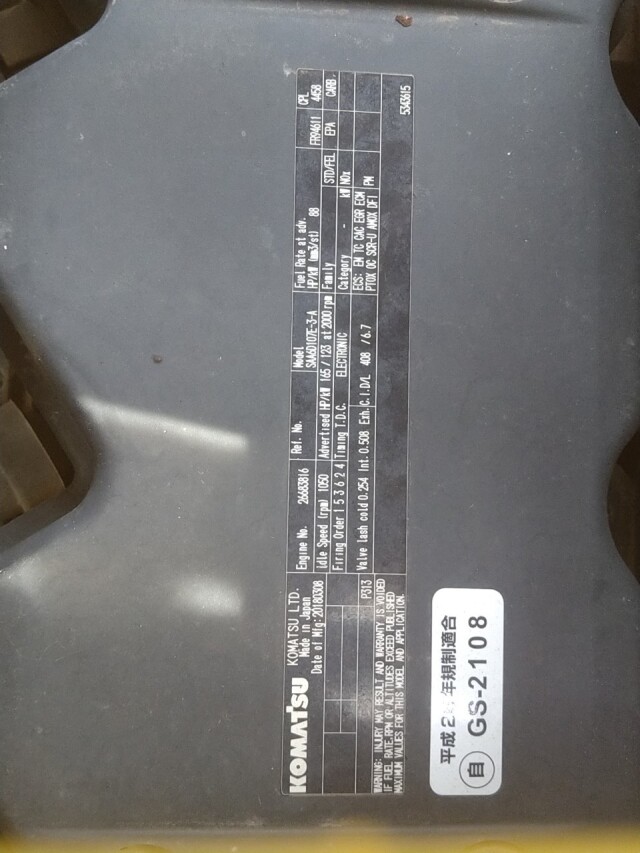 KOMATSU KOMATSU LTD.
Made in Japan
Date of Mfg:20180308
P313
WARNING: INJURY MAY RESULT AND WARRANTY IS VOIDED
IF FUEL RATE.RPM OR ALTITUDES EXCEED PUBLISHED
MAXIMUM VALUES FOR THIS MODEL AND APPLICATION.
Engine No. 26683816 Ref. No. Model SAA6D107E-3-A
Idle Speed (rpm) 1050 Advertised HP/kW 165 / 123 at 2000 rpm
Firing Order 1 5 3 6 2 4 Timing T.D.C. ELECTRONIC
Valve lash cold 0.254 Int. 0.508 Exh. C.I.D/L 408 / 6.7
Fuel Rate at adv. FR94611 CPL
HP/kW (mm3/st) 88 4458
Family STD/FEL EPA CARB.
Category - kW NOx
ECS: EM TC CAC EGR ECM PM
PTOX OC SCR-U AMOX DFI
5343615
平成2 年規制適合
自 GS-2108